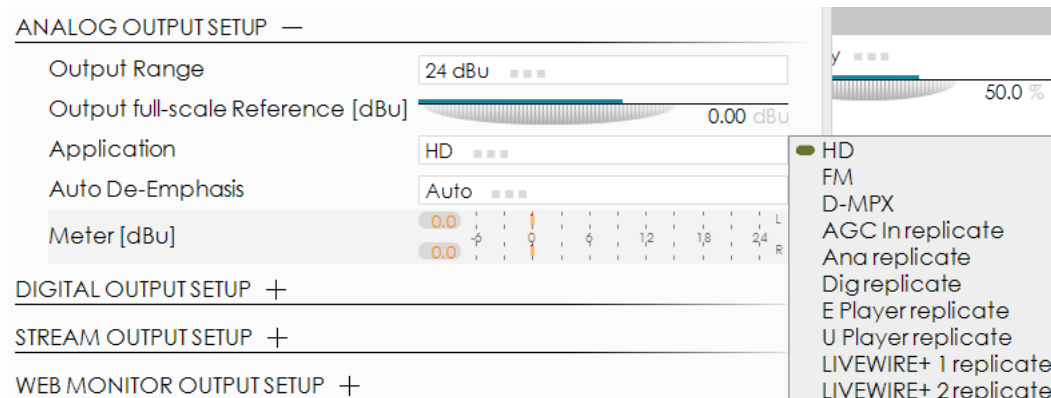 ANALOG OUTPUT SETUP —
Output Range
24 dBu
Output full-scale Reference [dBu]
0.00 dBu
Application
HD
Auto De-Emphasis
Auto
Meter [dBu]
0.0
0.0
-6 0 6 12 18 24
L
R
DIGITAL OUTPUT SETUP +
STREAM OUTPUT SETUP +
WEB MONITOR OUTPUT SETUP +
y
50.0 %
HD
FM
D-MPX
AGC In replicate
Ana replicate
Dig replicate
E Player replicate
U Player replicate
LIVEWIRE+ 1 replicate
LIVEWIRE+ 2 replicate